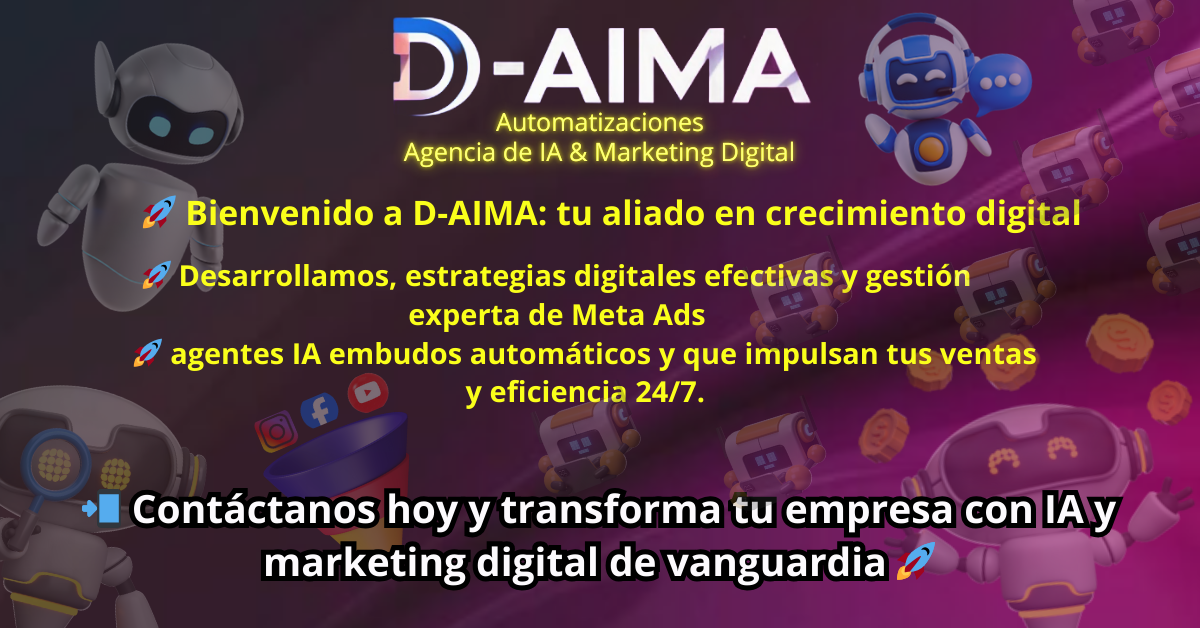 D-AIMA
Automatizaciones
Agencia de IA & Marketing Digital
🚀 Bienvenido a D-AIMA: tu aliado en crecimiento digital
🚀 Desarrollamos, estrategias digitales efectivas y gestión
experta de Meta Ads
🚀 agentes IA embudos automáticos y que impulsan tus ventas
y eficiencia 24/7.
📲 Contáctanos hoy y transforma tu empresa con IA y
marketing digital de vanguardia 🚀